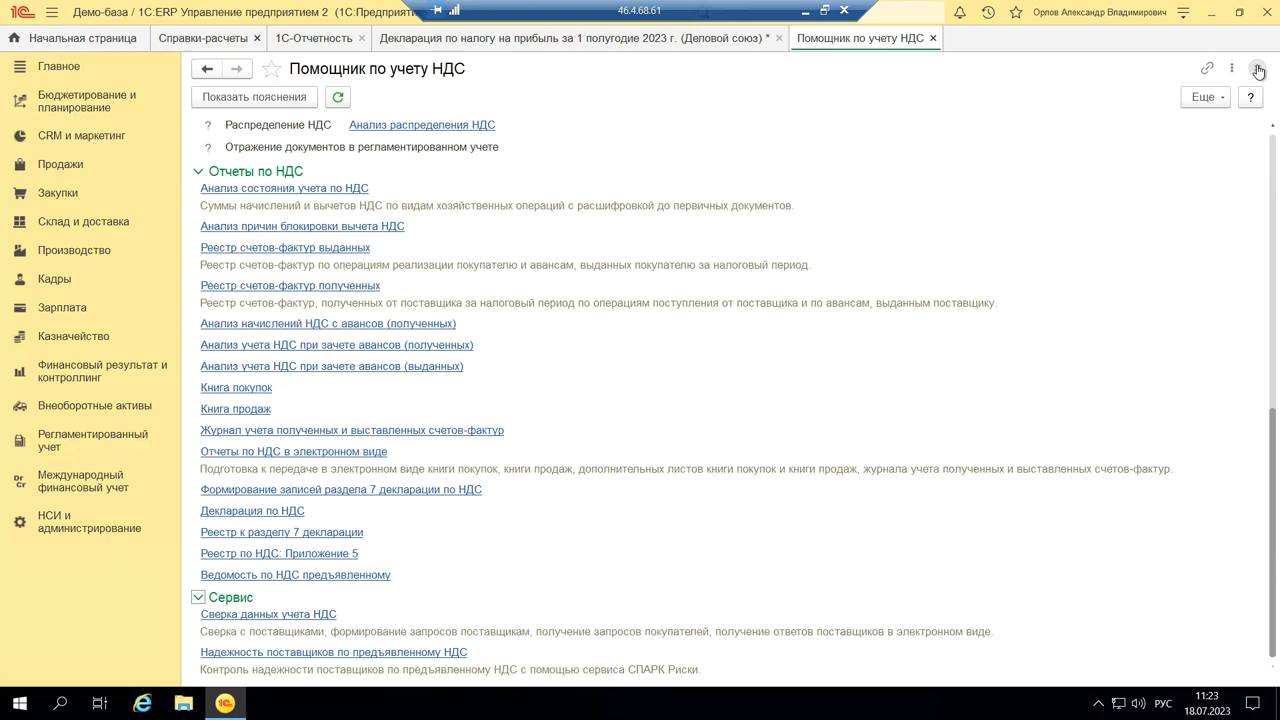 Демо-база / 1С:ERP Управление предприятием 2 (1С:Предприяти
46.4.68.61
Орлов Александр Владимирович
Начальная страница
Справки-расчеты
1С-Отчетность
Декларация по налогу на прибыль за 1 полугодие 2023 г. (Деловой союз) *
Помощник по учету НДС
Главное
Бюджетирование и
планирование
CRM и маркетинг
Продажи
Закупки
Склад и доставка
Производство
Кадры
Зарплата
Казначейство
Финансовый результат и
контроллинг
Внеоборотные активы
Регламентированный
учет
Международный
финансовый учет
НСИ и
администрирование
Помощник по учету НДС
Показать пояснения
Еще
?
? Распределение НДС Анализ распределения НДС
? Отражение документов в регламентированном учете
Отчеты по НДС
Анализ состояния учета по НДС
Суммы начислений и вычетов НДС по видам хозяйственных операций с расшифровкой до первичных документов.
Анализ причин блокировки вычета НДС
Реестр счетов-фактур выданных
Реестр счетов-фактур по операциям реализации покупателю и авансам, выданных покупателю за налоговый период.
Реестр счетов-фактур полученных
Реестр счетов-фактур, полученных от поставщика за налоговый период по операциям поступления от поставщика и по авансам, выданным поставщику.
Анализ начислений НДС с авансов (полученных)
Анализ учета НДС при зачете авансов (полученных)
Анализ учета НДС при зачете авансов (выданных)
Книга покупок
Книга продаж
Журнал учета полученных и выставленных счетов-фактур
Отчеты по НДС в электронном виде
Подготовка к передаче в электронном виде книги покупок, книги продаж, дополнительных листов книги покупок и книги продаж, журнала учета полученных и выставленных счетов-фактур.
Формирование записей раздела 7 декларации по НДС
Декларация по НДС
Реестр к разделу 7 декларации
Реестр по НДС: Приложение 5
Ведомость по НДС предъявленному
Сервис
Сверка данных учета НДС
Сверка с поставщиками, формирование запросов поставщикам, получение запросов покупателей, получение ответов поставщиков в электронном виде.
Надежность поставщиков по предъявленному НДС
Контроль надежности поставщиков по предъявленному НДС с помощью сервиса СПАРК Риски.
РУС
11:23
18.07.2023